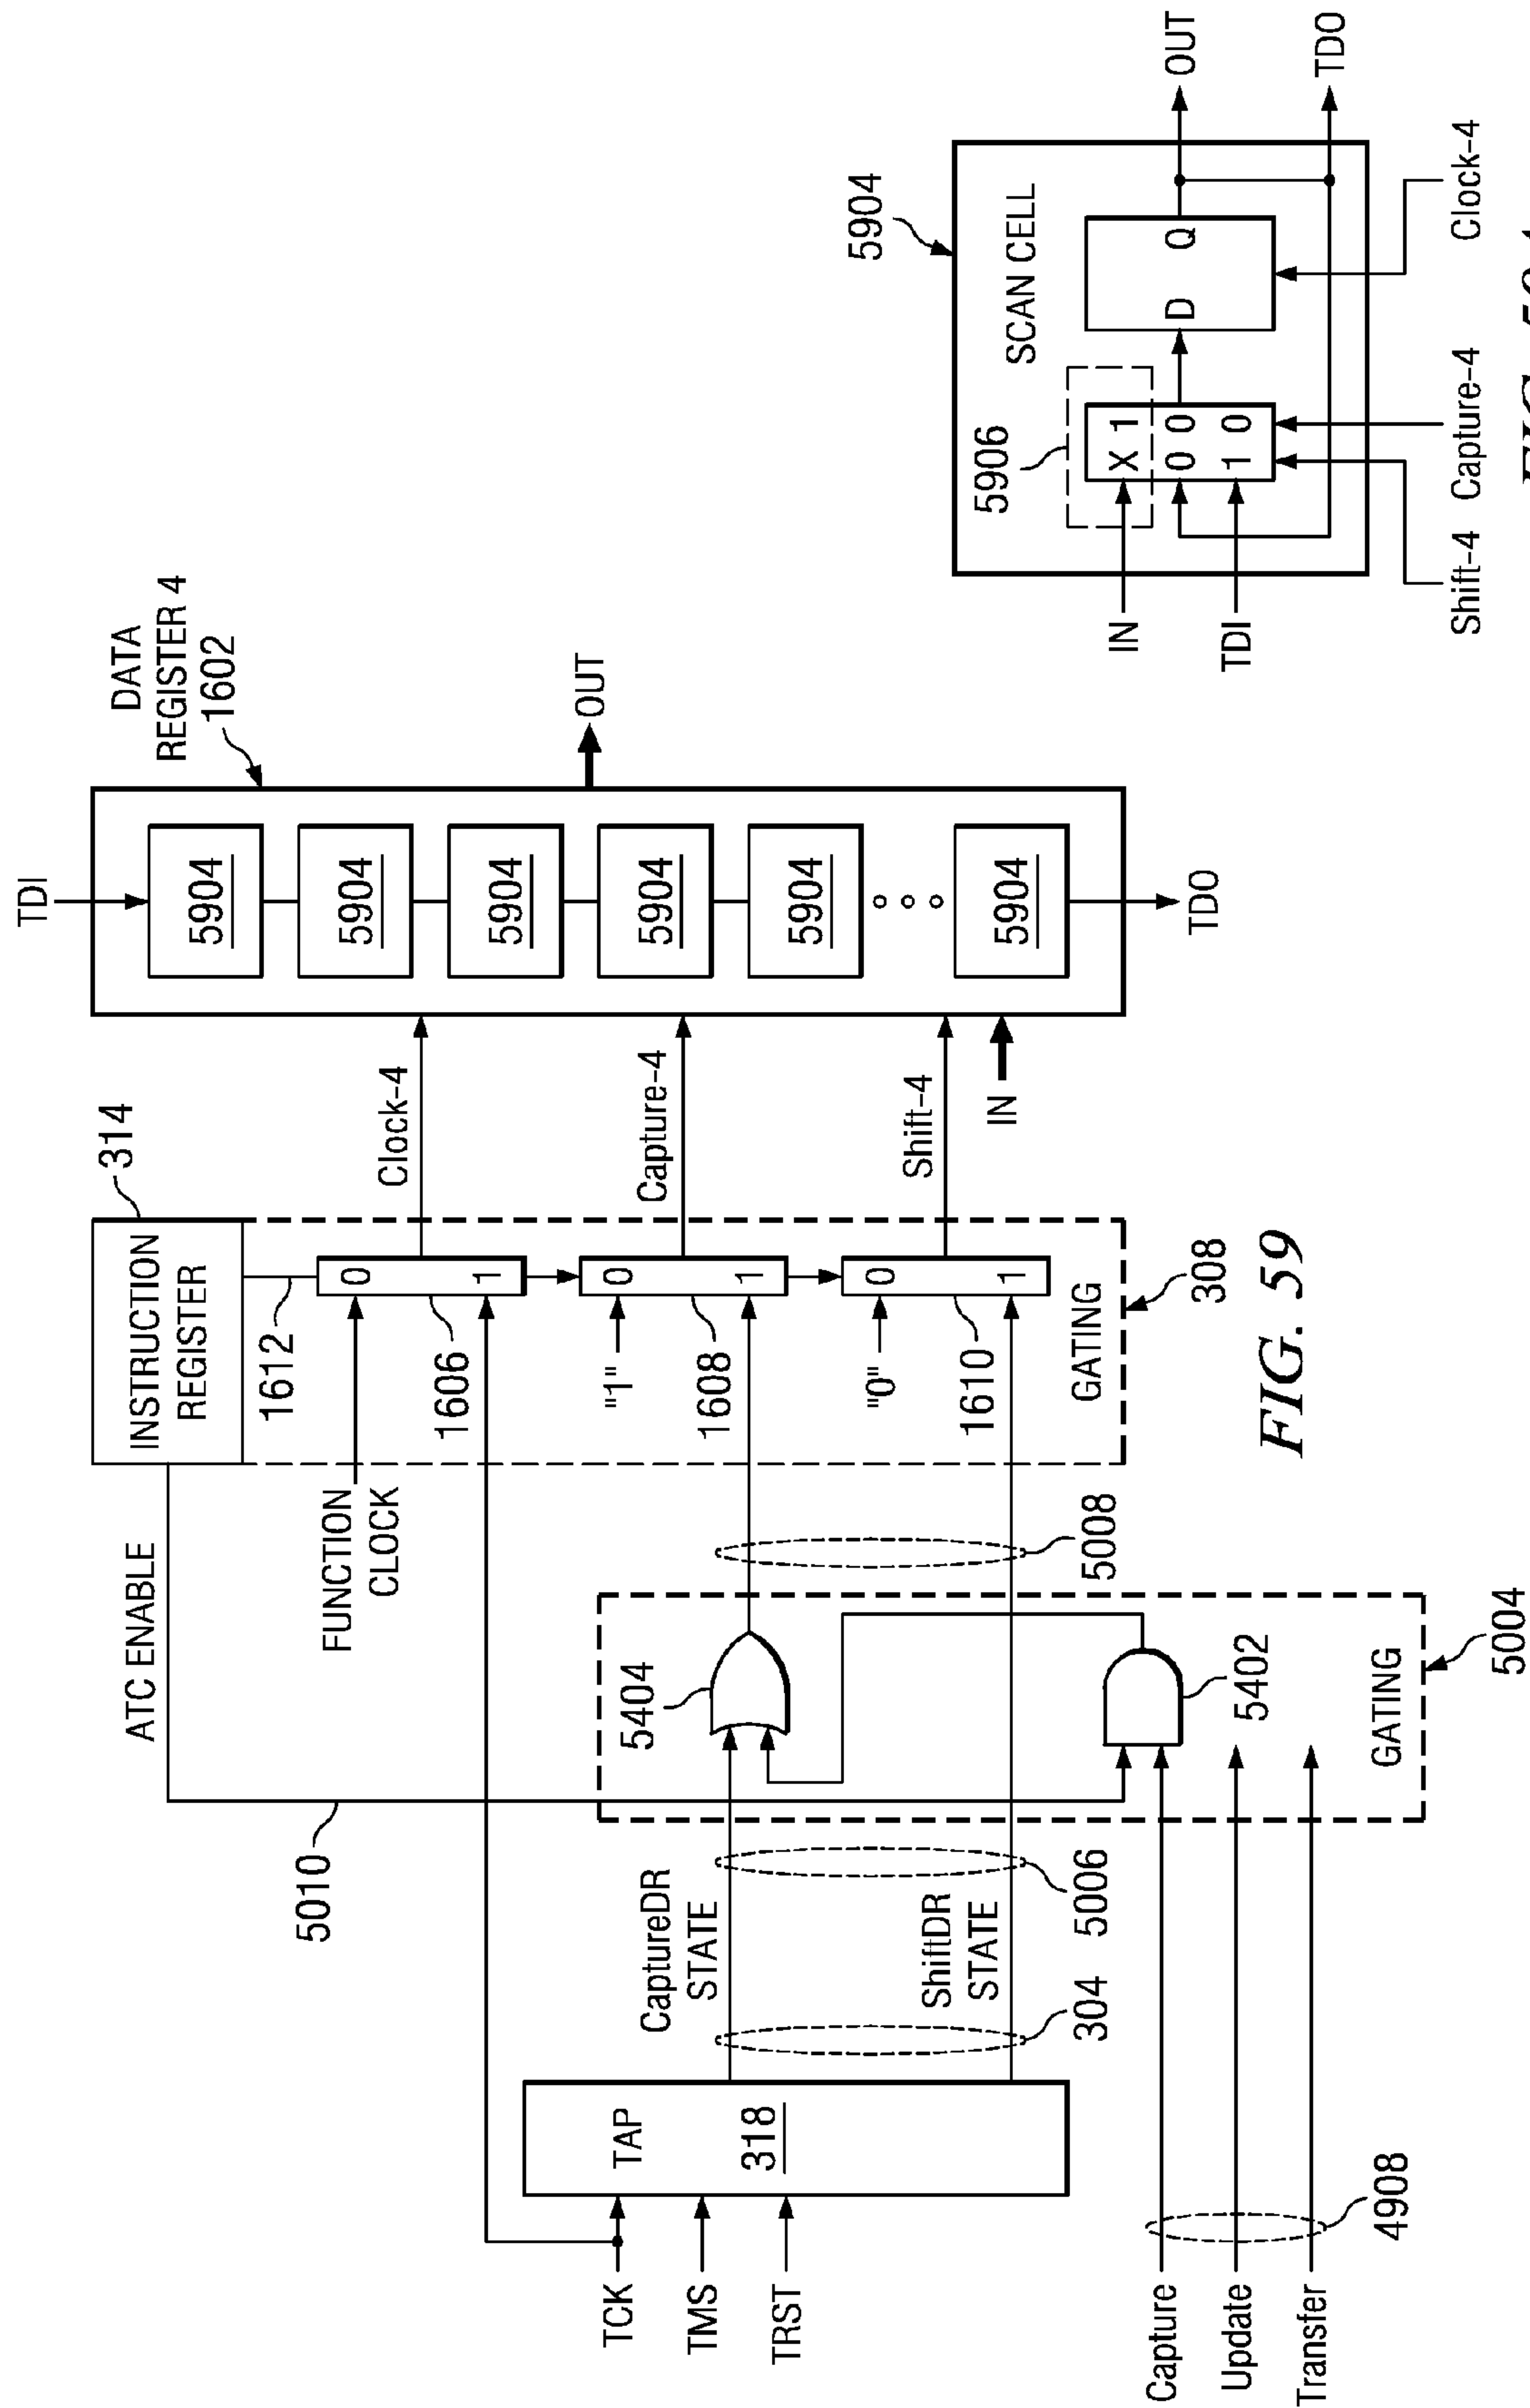 TCK
TMS
TRST
TAP
318
Capture
Update
Transfer
4908
CaptureDR
STATE
ShiftDR
STATE
304
5006
5010
ATC ENABLE
5404
5402
GATING
5004
5008
FUNCTION
CLOCK
INSTRUCTION
REGISTER
314
1612
0
1
1606
"1"
0
1
1608
"0"
0
1
1610
GATING
308
Clock-4
Capture-4
Shift-4
IN
DATA
REGISTER 4
1602
TDI
5904
5904
5904
5904
5904
5904
OUT
TDO
FIG. 59
5904
SCAN CELL
5906
X 1
0 0
1 0
D Q
IN
TDI
OUT
TDO
Shift-4
Capture-4
Clock-4